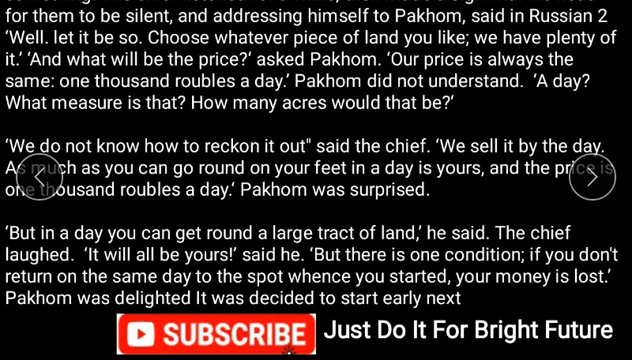 for them to be silent, and addressing himself to Pakhom, said in Russian 2
‘Well. let it be so. Choose whatever piece of land you like; we have plenty of
it.’ ‘And what will be the price?‘ asked Pakhom. ‘Our price is always the
same: one thousand roubles a day.’ Pakhom did not understand.  ‘A day?
What measure is that? How many acres would that be?‘
‘We do not know how to reckon it out" said the chief. ‘We sell it by the day.
As much as you can go round on your feet in a day is yours, and the price is
one thousand roubles a day.‘ Pakhom was surprised.
‘But in a day you can get round a large tract of land,’ he said. The chief
laughed.  ‘It will all be yours!’ said he. ‘But there is one condition; if you don't
return on the same day to the spot whence you started, your money is lost.’
Pakhom was delighted It was decided to start early next
SUBSCRIBE Just Do It For Bright Future